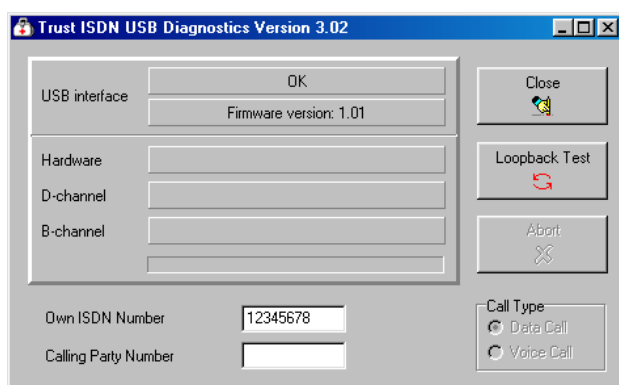 Trust ISDN USB Diagnostics Version 3.02
USB interface
OK
Firmware version: 1.01
Hardware
D-channel
B-channel
Own ISDN Number
12345678
Calling Party Number
Close
Loopback Test
Abort
Call Type
Data Call
Voice Call